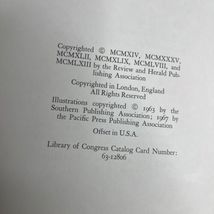 Copyrighted © MCMXIV, MCMXXXV,
MCMXLII, MCMXLIX, MCMLVIII, and
MCMLXIII by the Review and Herald Pub-
lishing Association
Copyrighted in London, England
All Rights Reserved
Illustrations copyrighted © 1963 by the
Southern Publishing Association; 1967 by
the Pacific Press Publishing Association
Offset in U.S.A.
Library of Congress Catalog Card Number:
63-12806